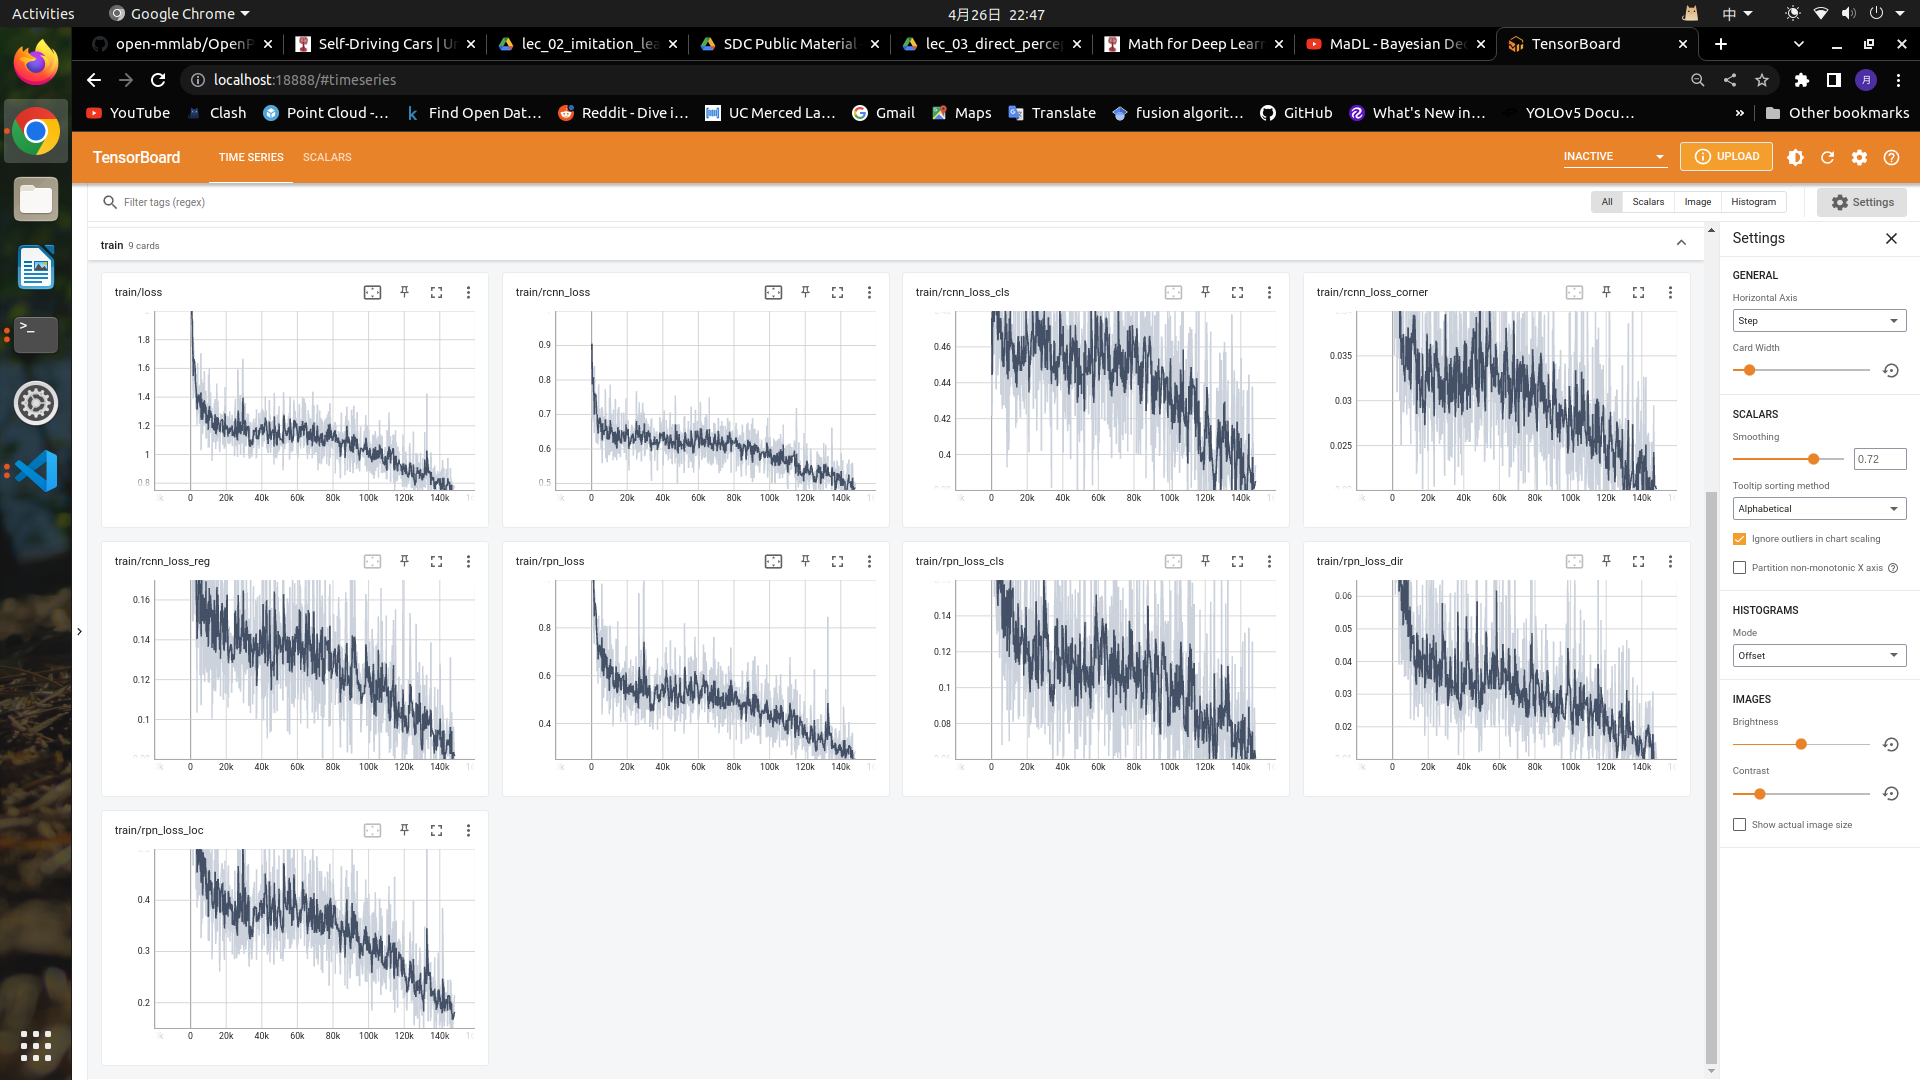 Activities
Google Chrome
4月26日 22:47
中
open-mmlab/OpenP
Self-Driving Cars | Un
lec_02_imitation_lea
SDC Public Material
lec_03_direct_percep
Math for Deep Learn
MaDL - Bayesian Dec
TensorBoard
localhost:18888/#timeseries
月
YouTube
Clash
Point Cloud -...
Find Open Dat...
Reddit - Dive i...
UC Merced La...
Gmail
Maps
Translate
fusion algorit...
GitHub
What's New in...
YOLOv5 Docu...
»
Other bookmarks
TensorBoard
TIME SERIES
SCALARS
INACTIVE
UPLOAD
Filter tags (regex)
All
Scalars
Image
Histogram
Settings
train 9 cards
train/loss
1.8
1.6
1.4
1.2
1
0.8
0 20k 40k 60k 80k 100k 120k 140k
train/rcnn_loss
0.9
0.8
0.7
0.6
0.5
0 20k 40k 60k 80k 100k 120k 140k
train/rcnn_loss_cls
0.46
0.44
0.42
0.4
0 20k 40k 60k 80k 100k 120k 140k
train/rcnn_loss_corner
0.035
0.03
0.025
0 20k 40k 60k 80k 100k 120k 140k
train/rcnn_loss_reg
0.16
0.14
0.12
0.1
0 20k 40k 60k 80k 100k 120k 140k
train/rpn_loss
0.8
0.6
0.4
0 20k 40k 60k 80k 100k 120k 140k
train/rpn_loss_cls
0.14
0.12
0.1
0.08
0 20k 40k 60k 80k 100k 120k 140k
train/rpn_loss_dir
0.06
0.05
0.04
0.03
0.02
0 20k 40k 60k 80k 100k 120k 140k
train/rpn_loss_loc
0.4
0.3
0.2
0 20k 40k 60k 80k 100k 120k 140k
Settings
GENERAL
Horizontal Axis
Step
Card Width
SCALARS
Smoothing
0.72
Tooltip sorting method
Alphabetical
Ignore outliers in chart scaling
Partition non-monotonic X axis
HISTOGRAMS
Mode
Offset
IMAGES
Brightness
Contrast
Show actual image size